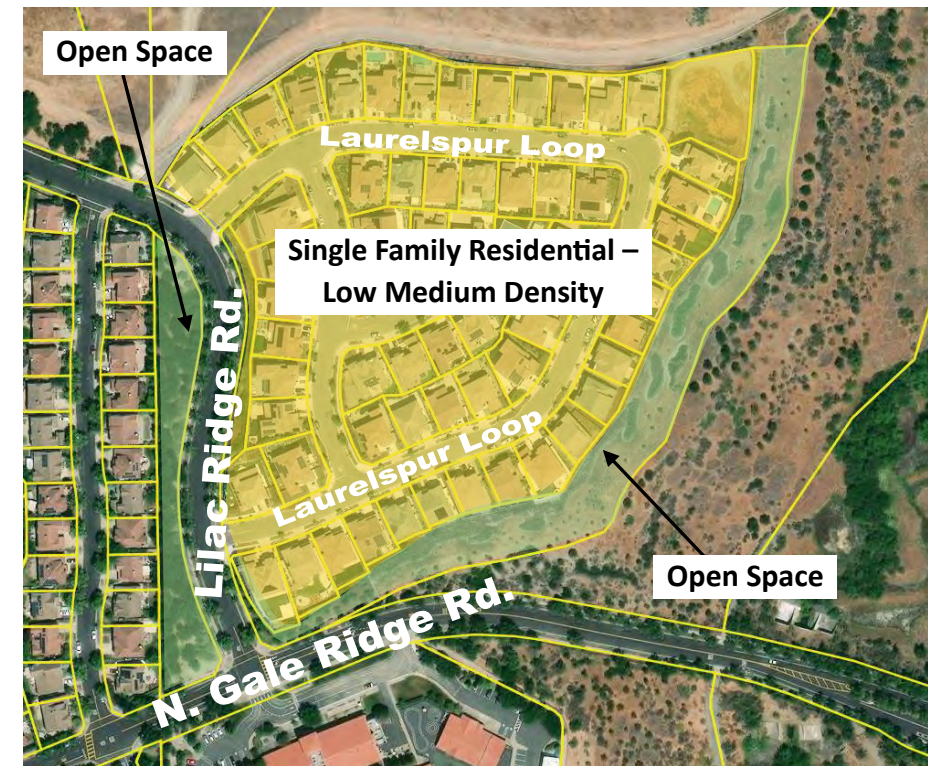 Open Space
Laurelspur Loop
Single Family Residential –
Low Medium Density
Lilac Ridge Rd.
Laurelspur Loop
Open Space
N. Gale Ridge Rd.